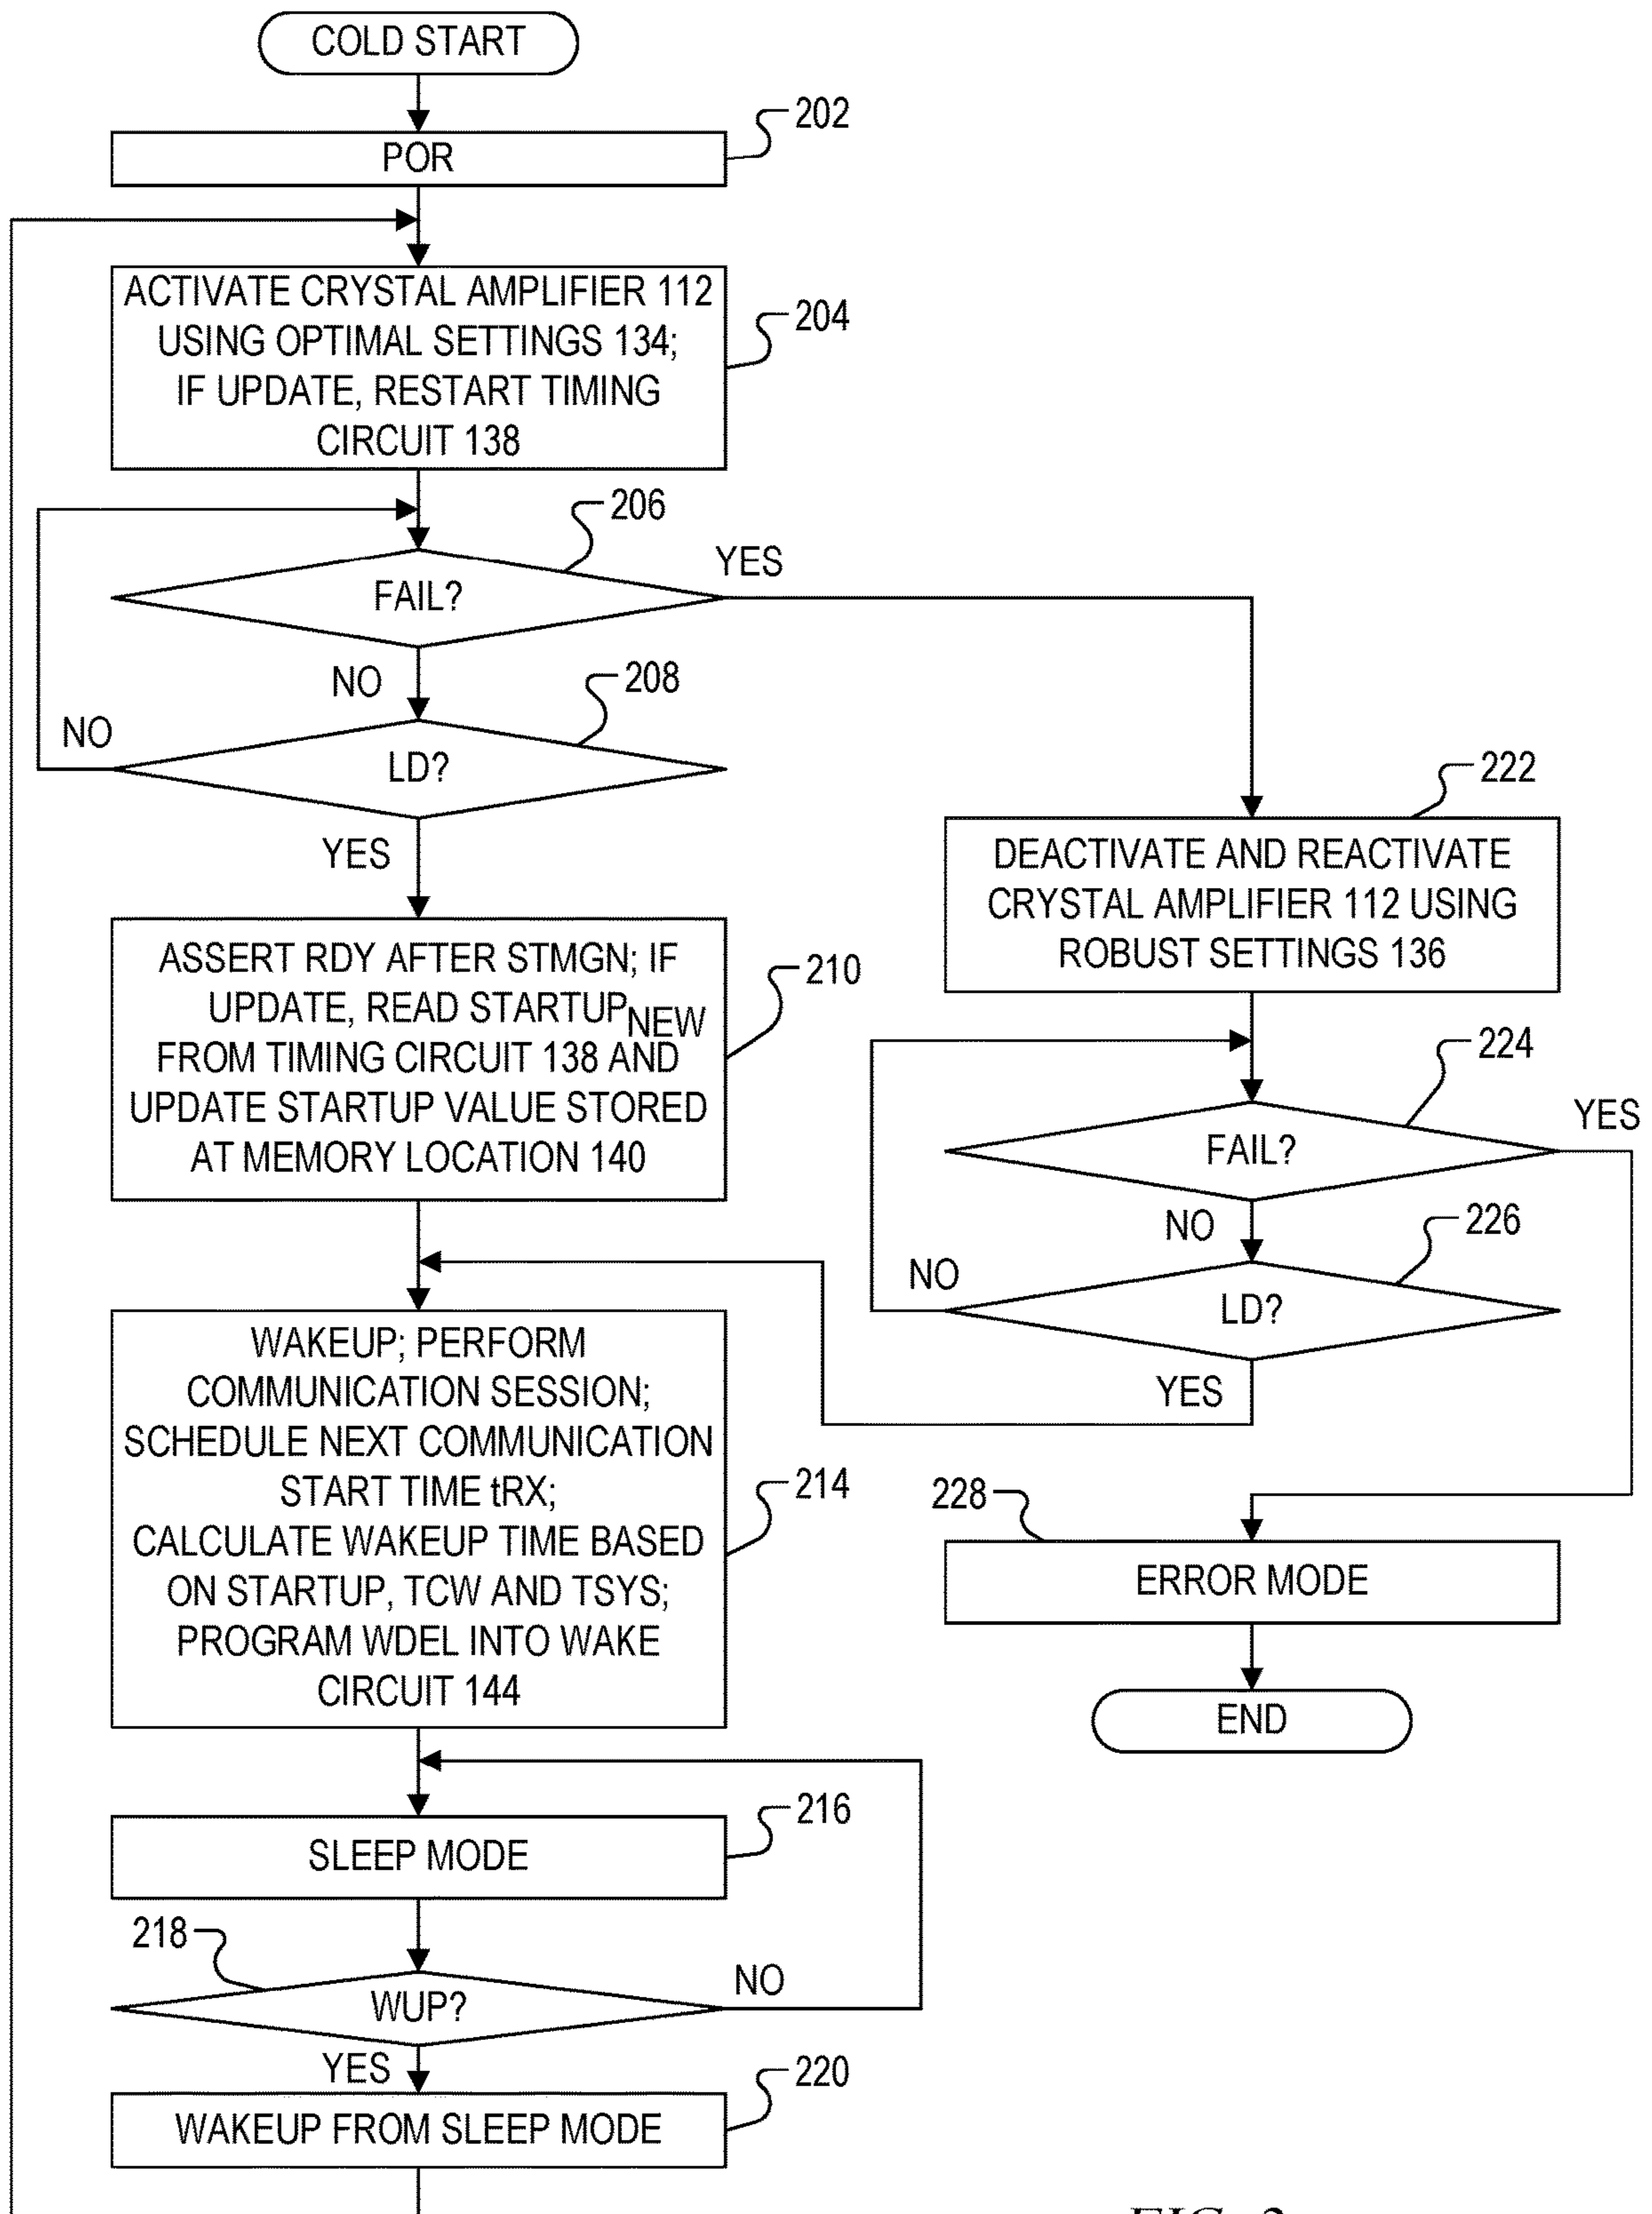 COLD START
202
POR
ACTIVATE CRYSTAL AMPLIFIER 112
USING OPTIMAL SETTINGS 134;
IF UPDATE, RESTART TIMING
CIRCUIT 138
204
206
FAIL?
YES
NO
208
LD?
NO
YES
ASSERT RDY AFTER STMGN; IF
UPDATE, READ STARTUPNEW
FROM TIMING CIRCUIT 138 AND
UPDATE STARTUP VALUE STORED
AT MEMORY LOCATION 140
210
WAKEUP; PERFORM
COMMUNICATION SESSION;
SCHEDULE NEXT COMMUNICATION
START TIME tRX;
CALCULATE WAKEUP TIME BASED
ON STARTUP, TCW AND TSYS;
PROGRAM WDEL INTO WAKE
CIRCUIT 144
214
216
SLEEP MODE
218
WUP?
NO
YES
220
WAKEUP FROM SLEEP MODE
222
DEACTIVATE AND REACTIVATE
CRYSTAL AMPLIFIER 112 USING
ROBUST SETTINGS 136
224
FAIL?
YES
NO
226
LD?
NO
YES
228
ERROR MODE
END